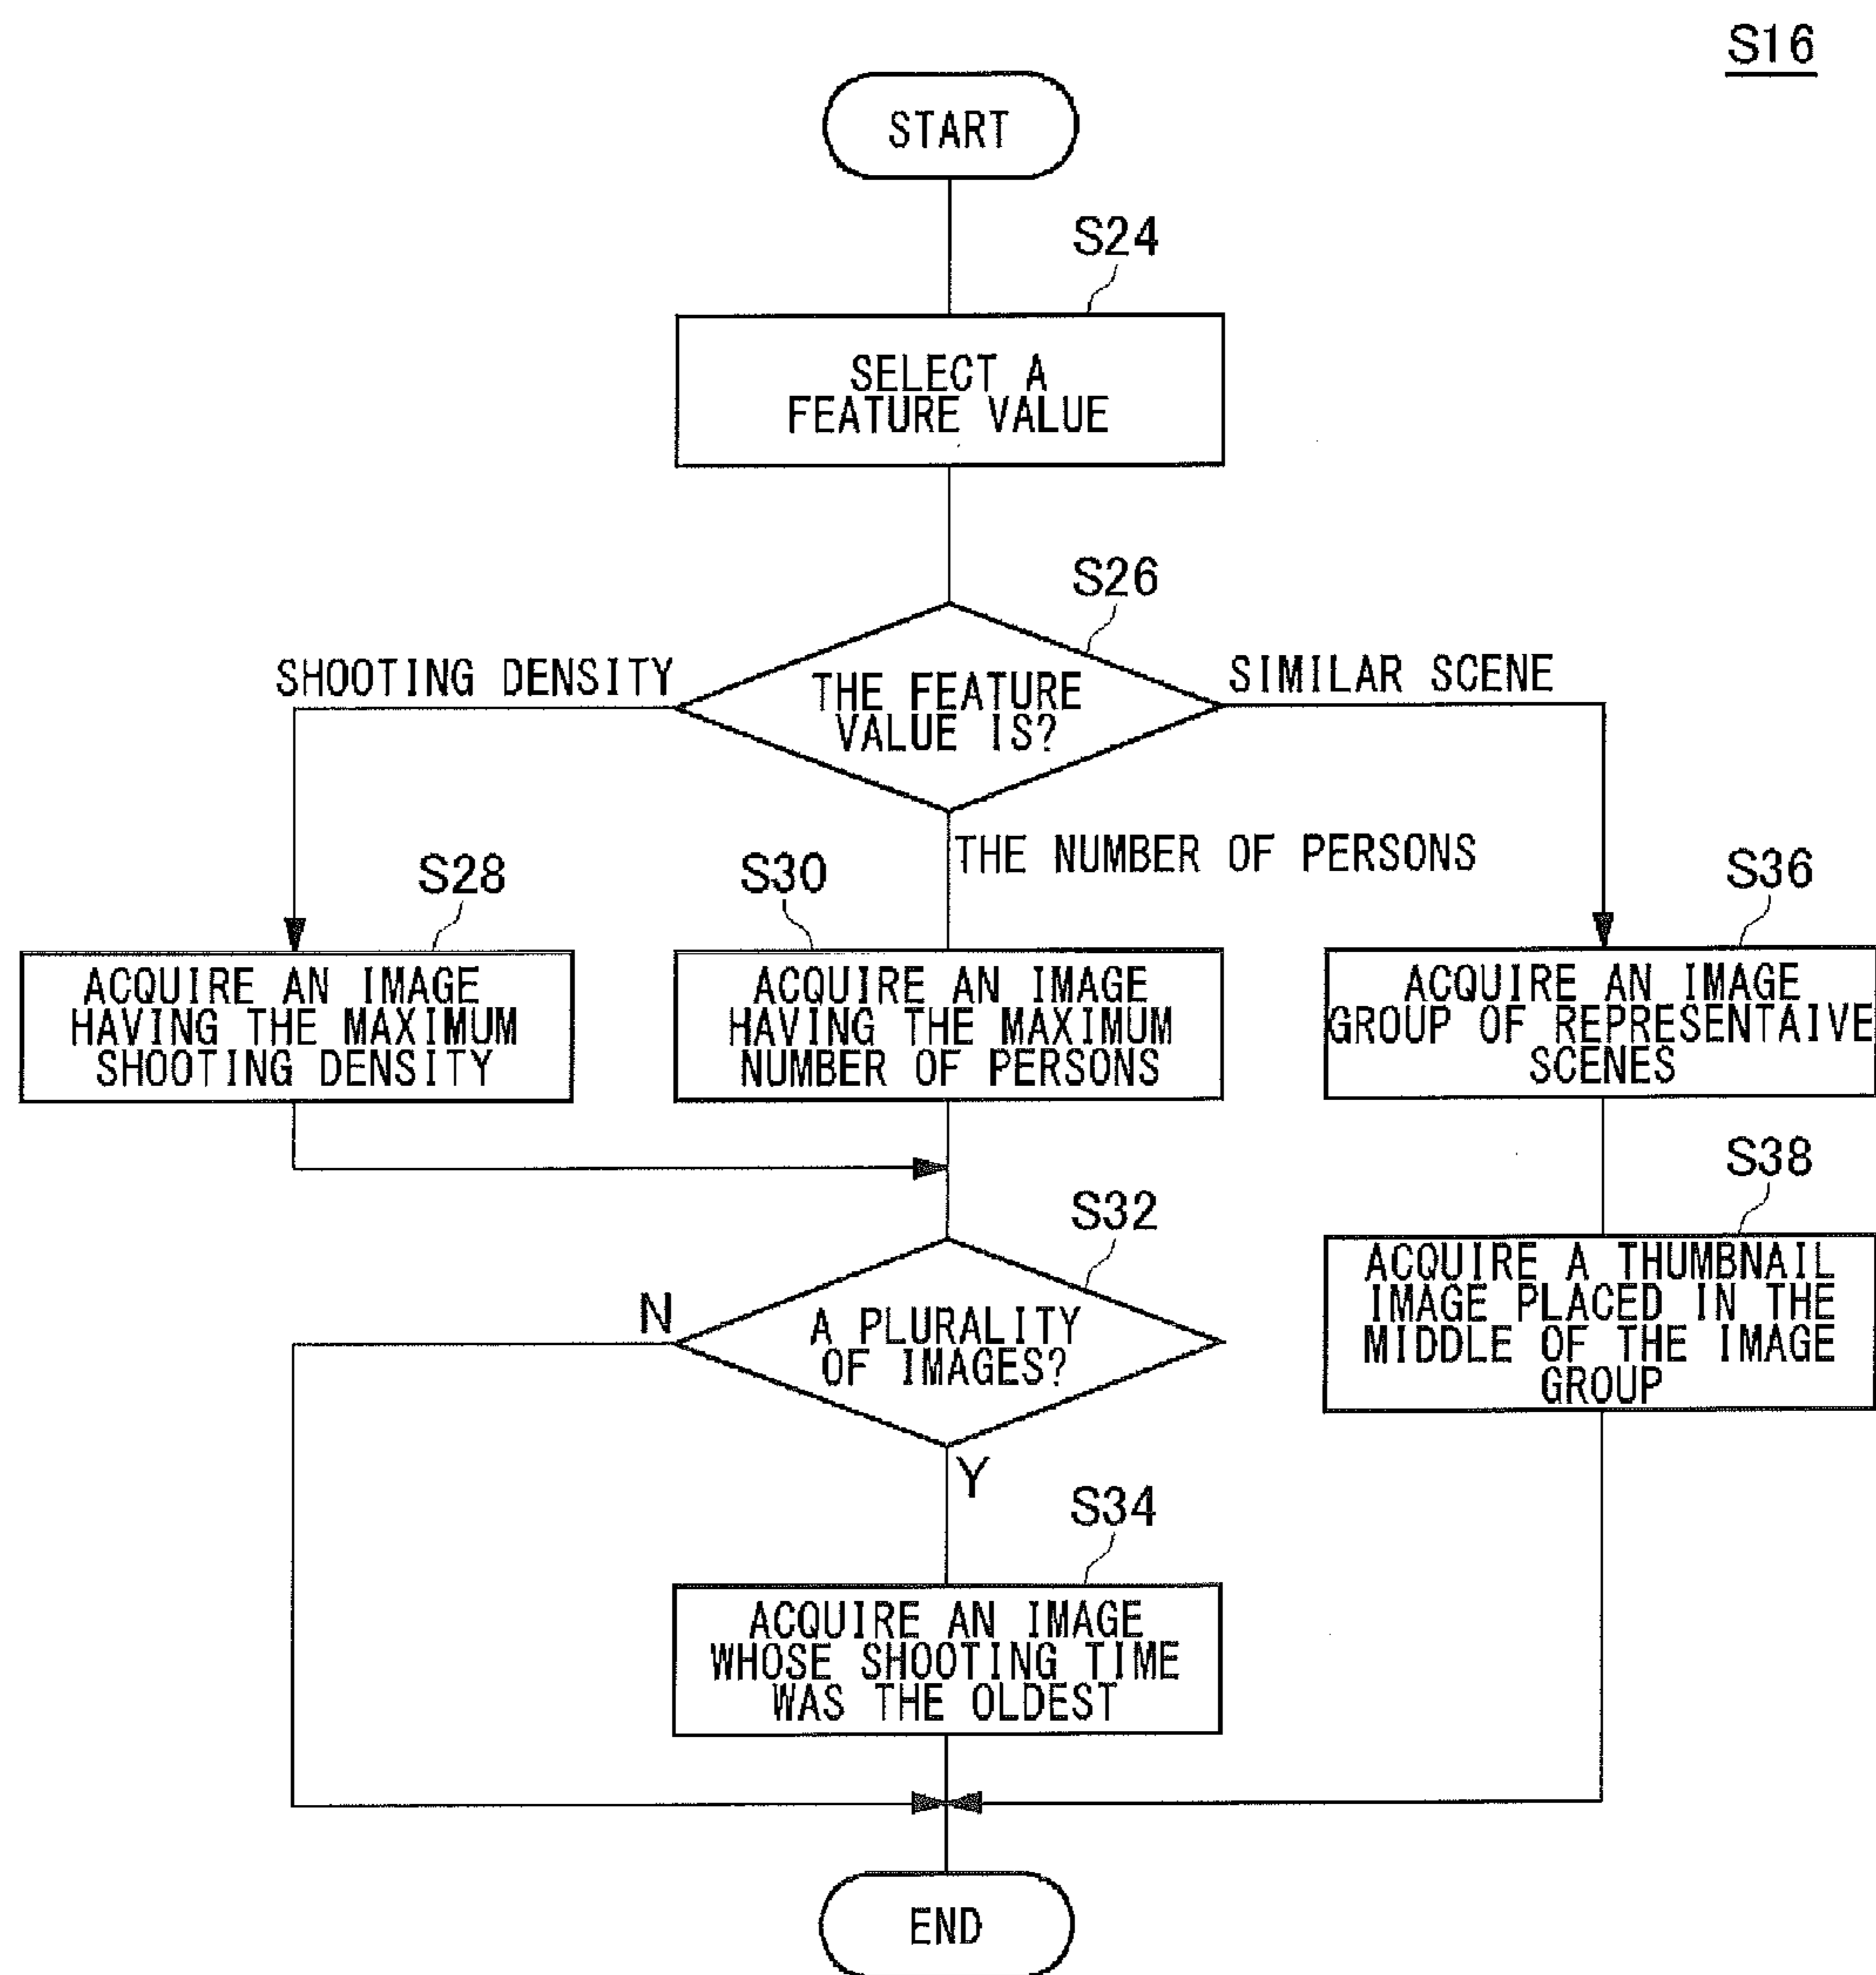 S16
START
S24
SELECT A
FEATURE VALUE
S26
SHOOTING DENSITY
THE FEATURE
VALUE IS?
SIMILAR SCENE
THE NUMBER OF PERSONS
S28
ACQUIRE AN IMAGE
HAVING THE MAXIMUM
SHOOTING DENSITY
S30
ACQUIRE AN IMAGE
HAVING THE MAXIMUM
NUMBER OF PERSONS
S36
ACQUIRE AN IMAGE
GROUP OF REPRESENTAIVE
SCENES
S38
ACQUIRE A THUMBNAIL
IMAGE PLACED IN THE
MIDDLE OF THE IMAGE
GROUP
S32
N
A PLURALITY
OF IMAGES?
Y
S34
ACQUIRE AN IMAGE
WHOSE SHOOTING TIME
WAS THE OLDEST
END